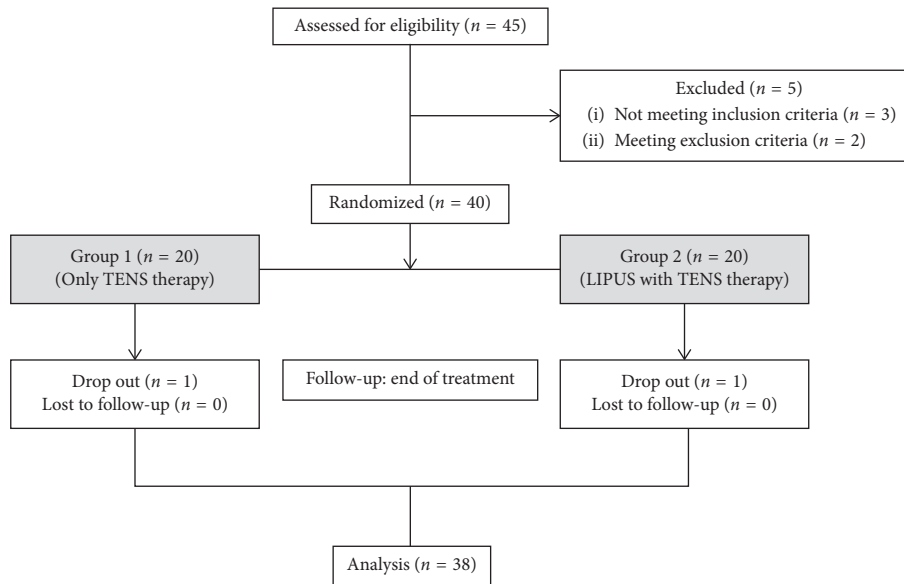 Assessed for eligibility (n = 45)
Excluded (n = 5)
(i) Not meeting inclusion criteria (n = 3)
(ii) Meeting exclusion criteria (n = 2)
Randomized (n = 40)
Group 1 (n = 20)
(Only TENS therapy)
Group 2 (n = 20)
(LIPUS with TENS therapy)
Drop out (n = 1)
Lost to follow-up (n = 0)
Follow-up: end of treatment
Drop out (n = 1)
Lost to follow-up (n = 0)
Analysis (n = 38)